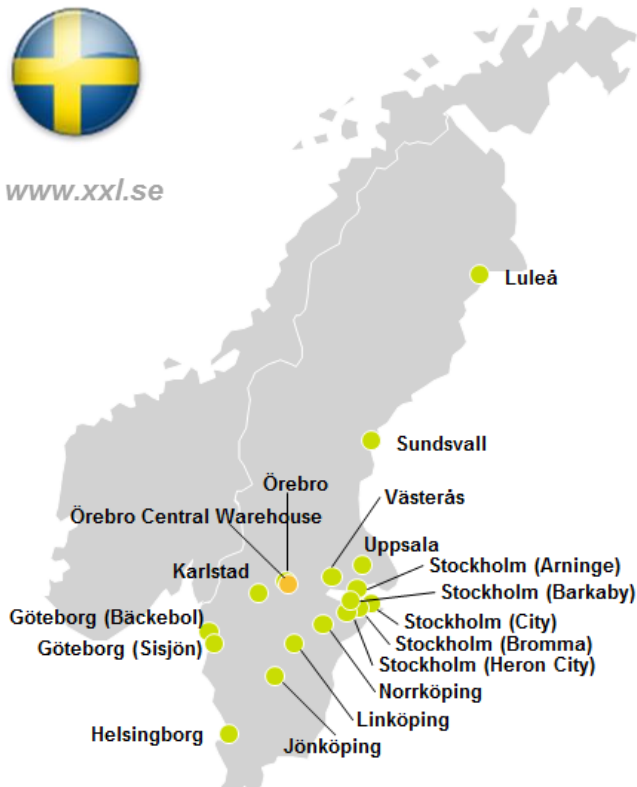 www.xxl.se
Luleå
Sundsvall
Örebro
Västerås
Örebro Central Warehouse
Uppsala
Stockholm (Arninge)
Karlstad
Stockholm (Barkaby)
Göteborg (Bäckebol)
Stockholm (City)
Stockholm (Bromma)
Göteborg (Sisjön)
Stockholm (Heron City)
Norrköping
Linköping
Helsingborg
Jönköping